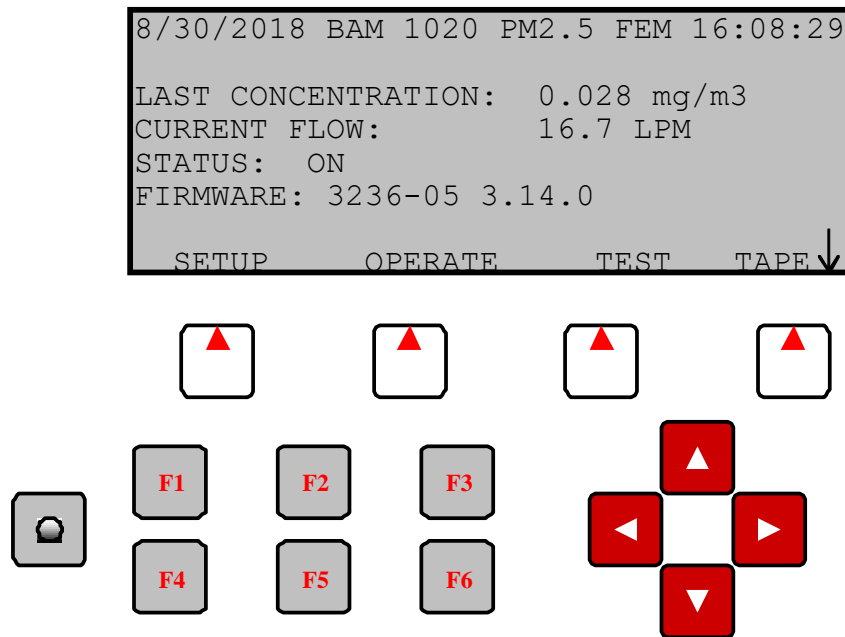 8/30/2018 BAM 1020 PM2.5 FEM 16:08:29
LAST CONCENTRATION: 0.028 mg/m3
CURRENT FLOW: 16.7 LPM
STATUS: ON
FIRMWARE: 3236-05 3.14.0
SETUP OPERATE TEST TAPE
F1 F2 F3
F4 F5 F6